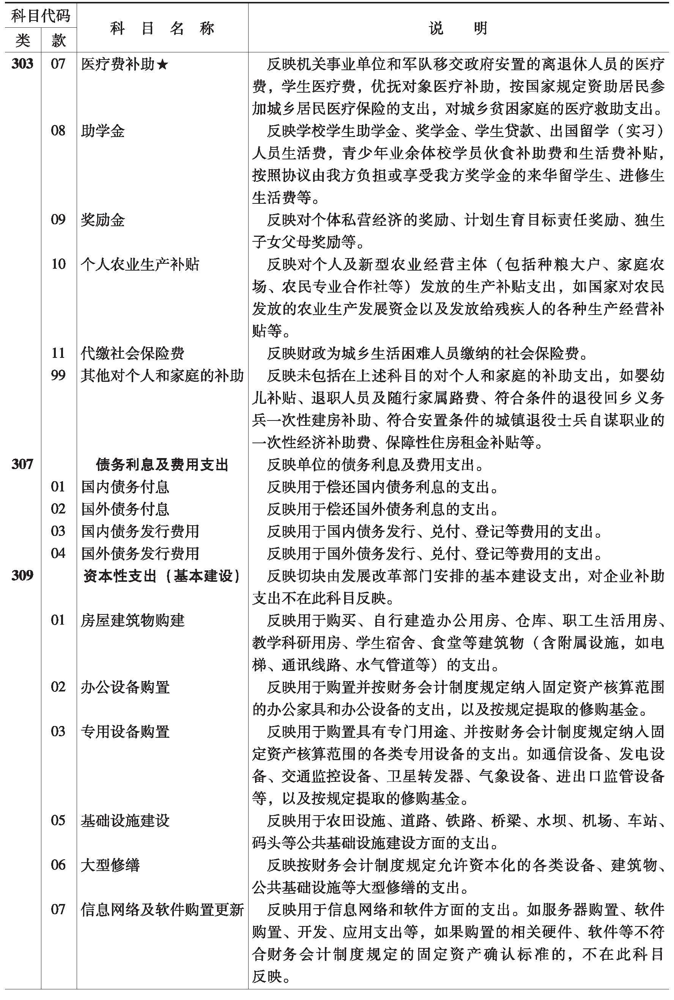 科目代码
科 目 名 称
说 明
类 款
303 07 医疗费补助★ 反映机关事业单位和军队移交政府安置的离退休人员的医疗
费，学生医疗费，优抚对象医疗补助，按国家规定资助居民参
加城乡居民医疗保险的支出，对城乡贫困家庭的医疗救助支出。
08 助学金 反映学校学生助学金、奖学金、学生贷款、出国留学（实习）
人员生活费，青少年业余体校学员伙食补助费和生活费补贴，
按照协议由我方负担或享受我方奖学金的来华留学生、进修生
生活费等。
09 奖励金 反映对个体私营经济的奖励、计划生育目标责任奖励、独生
子女父母奖励等。
10 个人农业生产补贴 反映对个人及新型农业经营主体（包括种粮大户、家庭农
场、农民专业合作社等）发放的生产补贴支出，如国家对农民
发放的农业生产发展资金以及发放给残疾人的各种生产经营补
贴等。
11 代缴社会保险费 反映财政为城乡生活困难人员缴纳的社会保险费。
99 其他对个人和家庭的补助 反映未包括在上述科目的对个人和家庭的补助支出，如婴幼
儿补贴、退职人员及随行家属路费、符合条件的退役回乡义务
兵一次性建房补助、符合安置条件的城镇退役士兵自谋职业的
一次性经济补助费、保障性住房租金补贴等。
307 债务利息及费用支出 反映单位的债务利息及费用支出。
01 国内债务付息 反映用于偿还国内债务利息的支出。
02 国外债务付息 反映用于偿还国外债务利息的支出。
03 国内债务发行费用 反映用于国内债务发行、兑付、登记等费用的支出。
04 国外债务发行费用 反映用于国外债务发行、兑付、登记等费用的支出。
309 资本性支出（基本建设） 反映切块由发展改革部门安排的基本建设支出，对企业补助
支出不在此科目反映。
01 房屋建筑物购建 反映用于购买、自行建造办公用房、仓库、职工生活用房、
教学科研用房、学生宿舍、食堂等建筑物（含附属设施，如电
梯、通讯线路、水气管道等）的支出。
02 办公设备购置 反映用于购置并按财务会计制度规定纳入固定资产核算范围
的办公家具和办公设备的支出，以及按规定提取的修购基金。
03 专用设备购置 反映用于购置具有专门用途、并按财务会计制度规定纳入固
定资产核算范围的各类专用设备的支出。如通信设备、发电设
备、交通监控设备、卫星转发器、气象设备、进出口监管设备
等，以及按规定提取的修购基金。
05 基础设施建设 反映用于农田设施、道路、铁路、桥梁、水坝、机场、车站、
码头等公共基础设施建设方面的支出。
06 大型修缮 反映按财务会计制度规定允许资本化的各类设备、建筑物、
公共基础设施等大型修缮的支出。
07 信息网络及软件购置更新 反映用于信息网络和软件方面的支出。如服务器购置、软件
购置、开发、应用支出等，如果购置的相关硬件、软件等不符
合财务会计制度规定的固定资产确认标准的，不在此科目
反映。